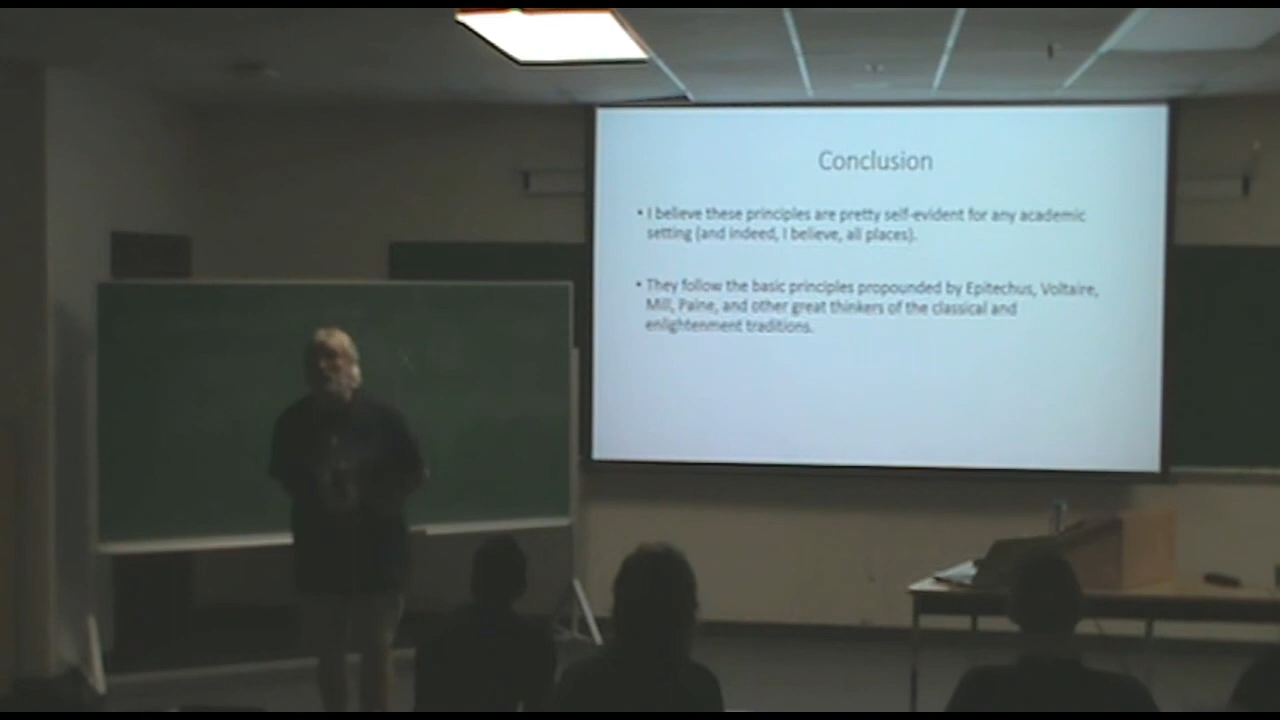 Conclusion
• I believe these principles are pretty self-evident for any academic
setting (and indeed, I believe, all places).
• They follow the basic principles propounded by Epitechus, Voltaire,
Mill, Paine, and other great thinkers of the classical and
enlightenment traditions.